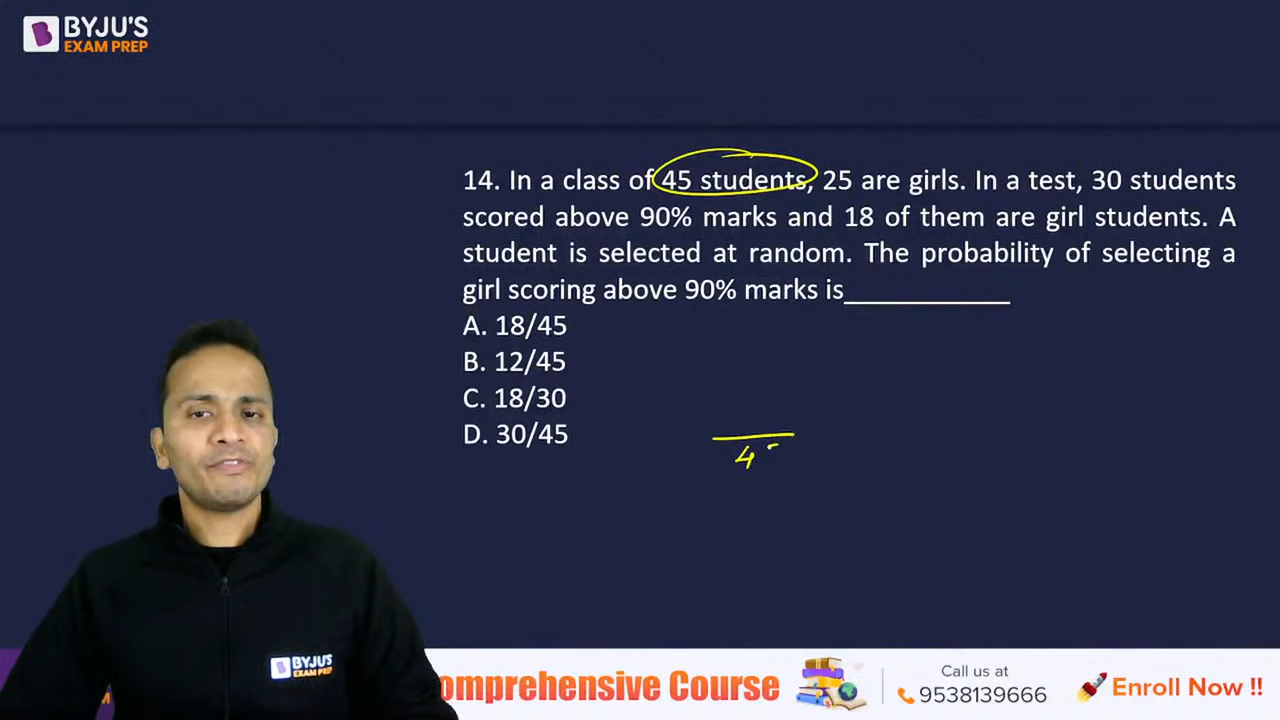 BYJU'S
EXAM PREP
14. In a class of 45 students, 25 are girls. In a test, 30 students
scored above 90% marks and 18 of them are girl students. A
student is selected at random. The probability of selecting a
girl scoring above 90% marks is____________
A. 18/45
B. 12/45
C. 18/30
D. 30/45
4
BYJU'S
EXAM PREP
omprehensive Course
Call us at
9538139666
Enroll Now !!